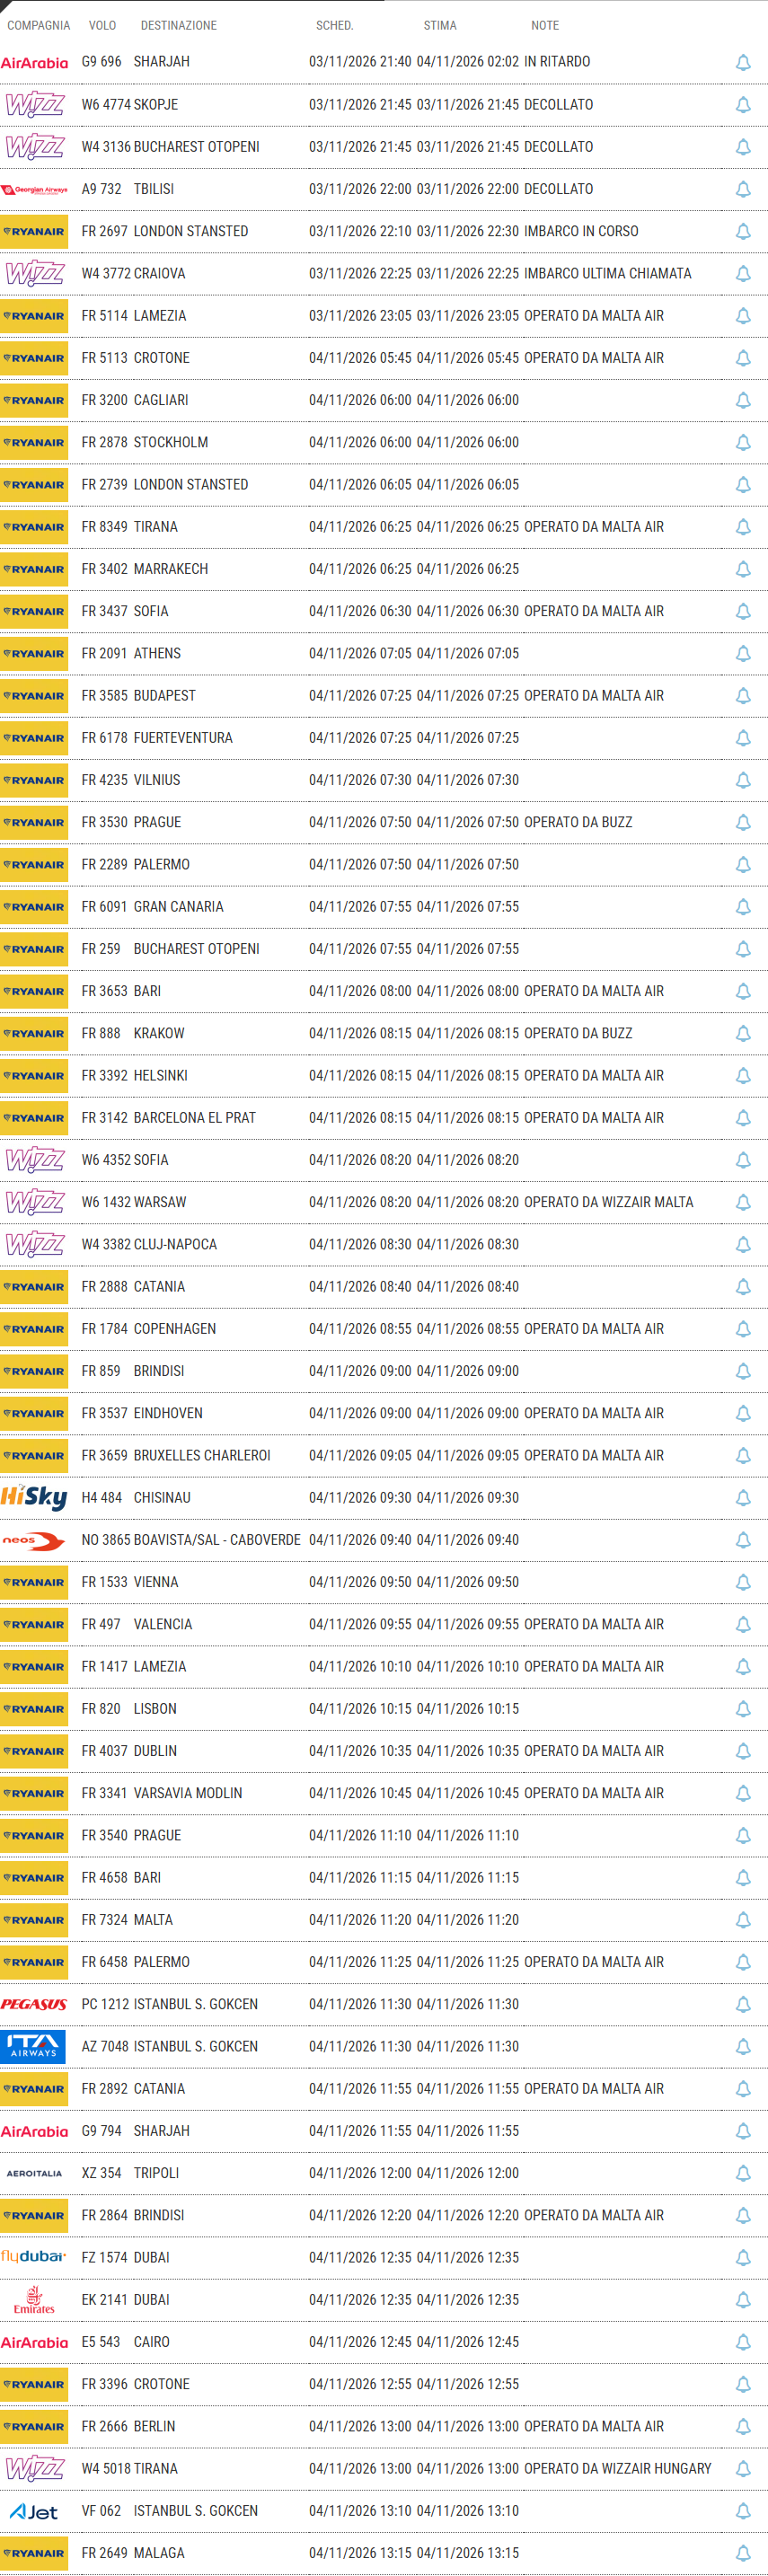 COMPAGNIA VOLO DESTINAZIONE SCHED. STIMA NOTE
AirArabia G9 696 SHARJAH 03/11/2026 21:40 04/11/2026 02:02 IN RITARDO
Wizz W6 4774 SKOPJE 03/11/2026 21:45 03/11/2026 21:45 DECOLLATO
Wizz W4 3136 BUCHAREST OTOPENI 03/11/2026 21:45 03/11/2026 21:45 DECOLLATO
Georgian Airways A9 732 TBILISI 03/11/2026 22:00 03/11/2026 22:00 DECOLLATO
RYANAIR FR 2697 LONDON STANSTED 03/11/2026 22:10 03/11/2026 22:30 IMBARCO IN CORSO
Wizz W4 3772 CRAIOVA 03/11/2026 22:25 03/11/2026 22:25 IMBARCO ULTIMA CHIAMATA
RYANAIR FR 5114 LAMEZIA 03/11/2026 23:05 03/11/2026 23:05 OPERATO DA MALTA AIR
RYANAIR FR 5113 CROTONE 04/11/2026 05:45 04/11/2026 05:45 OPERATO DA MALTA AIR
RYANAIR FR 3200 CAGLIARI 04/11/2026 06:00 04/11/2026 06:00
RYANAIR FR 2878 STOCKHOLM 04/11/2026 06:00 04/11/2026 06:00
RYANAIR FR 2739 LONDON STANSTED 04/11/2026 06:05 04/11/2026 06:05
RYANAIR FR 8349 TIRANA 04/11/2026 06:25 04/11/2026 06:25 OPERATO DA MALTA AIR
RYANAIR FR 3402 MARRAKECH 04/11/2026 06:25 04/11/2026 06:25
RYANAIR FR 3437 SOFIA 04/11/2026 06:30 04/11/2026 06:30 OPERATO DA MALTA AIR
RYANAIR FR 2091 ATHENS 04/11/2026 07:05 04/11/2026 07:05
RYANAIR FR 3585 BUDAPEST 04/11/2026 07:25 04/11/2026 07:25 OPERATO DA MALTA AIR
RYANAIR FR 6178 FUERTEVENTURA 04/11/2026 07:25 04/11/2026 07:25
RYANAIR FR 4235 VILNIUS 04/11/2026 07:30 04/11/2026 07:30
RYANAIR FR 3530 PRAGUE 04/11/2026 07:50 04/11/2026 07:50 OPERATO DA BUZZ
RYANAIR FR 2289 PALERMO 04/11/2026 07:50 04/11/2026 07:50
RYANAIR FR 6091 GRAN CANARIA 04/11/2026 07:55 04/11/2026 07:55
RYANAIR FR 259 BUCHAREST OTOPENI 04/11/2026 07:55 04/11/2026 07:55
RYANAIR FR 3653 BARI 04/11/2026 08:00 04/11/2026 08:00 OPERATO DA MALTA AIR
RYANAIR FR 888 KRAKOW 04/11/2026 08:15 04/11/2026 08:15 OPERATO DA BUZZ
RYANAIR FR 3392 HELSINKI 04/11/2026 08:15 04/11/2026 08:15 OPERATO DA MALTA AIR
RYANAIR FR 3142 BARCELONA EL PRAT 04/11/2026 08:15 04/11/2026 08:15 OPERATO DA MALTA AIR
Wizz W6 4352 SOFIA 04/11/2026 08:20 04/11/2026 08:20
Wizz W6 1432 WARSAW 04/11/2026 08:20 04/11/2026 08:20 OPERATO DA WIZZAIR MALTA
Wizz W4 3382 CLUJ-NAPOCA 04/11/2026 08:30 04/11/2026 08:30
RYANAIR FR 2888 CATANIA 04/11/2026 08:40 04/11/2026 08:40
RYANAIR FR 1784 COPENHAGEN 04/11/2026 08:55 04/11/2026 08:55 OPERATO DA MALTA AIR
RYANAIR FR 859 BRINDISI 04/11/2026 09:00 04/11/2026 09:00
RYANAIR FR 3537 EINDHOVEN 04/11/2026 09:00 04/11/2026 09:00 OPERATO DA MALTA AIR
RYANAIR FR 3659 BRUXELLES CHARLEROI 04/11/2026 09:05 04/11/2026 09:05 OPERATO DA MALTA AIR
HiSky H4 484 CHISINAU 04/11/2026 09:30 04/11/2026 09:30
neos NO 3865 BOAVISTA/SAL - CABOVERDE 04/11/2026 09:40 04/11/2026 09:40
RYANAIR FR 1533 VIENNA 04/11/2026 09:50 04/11/2026 09:50
RYANAIR FR 497 VALENCIA 04/11/2026 09:55 04/11/2026 09:55 OPERATO DA MALTA AIR
RYANAIR FR 1417 LAMEZIA 04/11/2026 10:10 04/11/2026 10:10 OPERATO DA MALTA AIR
RYANAIR FR 820 LISBON 04/11/2026 10:15 04/11/2026 10:15
RYANAIR FR 4037 DUBLIN 04/11/2026 10:35 04/11/2026 10:35 OPERATO DA MALTA AIR
RYANAIR FR 3341 VARSAVIA MODLIN 04/11/2026 10:45 04/11/2026 10:45 OPERATO DA MALTA AIR
RYANAIR FR 3540 PRAGUE 04/11/2026 11:10 04/11/2026 11:10
RYANAIR FR 4658 BARI 04/11/2026 11:15 04/11/2026 11:15
RYANAIR FR 7324 MALTA 04/11/2026 11:20 04/11/2026 11:20
RYANAIR FR 6458 PALERMO 04/11/2026 11:25 04/11/2026 11:25 OPERATO DA MALTA AIR
PEGASUS PC 1212 ISTANBUL S. GOKCEN 04/11/2026 11:30 04/11/2026 11:30
ITA AIRWAYS AZ 7048 ISTANBUL S. GOKCEN 04/11/2026 11:30 04/11/2026 11:30
RYANAIR FR 2892 CATANIA 04/11/2026 11:55 04/11/2026 11:55 OPERATO DA MALTA AIR
AirArabia G9 794 SHARJAH 04/11/2026 11:55 04/11/2026 11:55
AEROITALIA XZ 354 TRIPOLI 04/11/2026 12:00 04/11/2026 12:00
RYANAIR FR 2864 BRINDISI 04/11/2026 12:20 04/11/2026 12:20 OPERATO DA MALTA AIR
flydubai FZ 1574 DUBAI 04/11/2026 12:35 04/11/2026 12:35
Emirates EK 2141 DUBAI 04/11/2026 12:35 04/11/2026 12:35
AirArabia E5 543 CAIRO 04/11/2026 12:45 04/11/2026 12:45
RYANAIR FR 3396 CROTONE 04/11/2026 12:55 04/11/2026 12:55
RYANAIR FR 2666 BERLIN 04/11/2026 13:00 04/11/2026 13:00 OPERATO DA MALTA AIR
Wizz W4 5018 TIRANA 04/11/2026 13:00 04/11/2026 13:00 OPERATO DA WIZZAIR HUNGARY
AJet VF 062 ISTANBUL S. GOKCEN 04/11/2026 13:10 04/11/2026 13:10
RYANAIR FR 2649 MALAGA 04/11/2026 13:15 04/11/2026 13:15